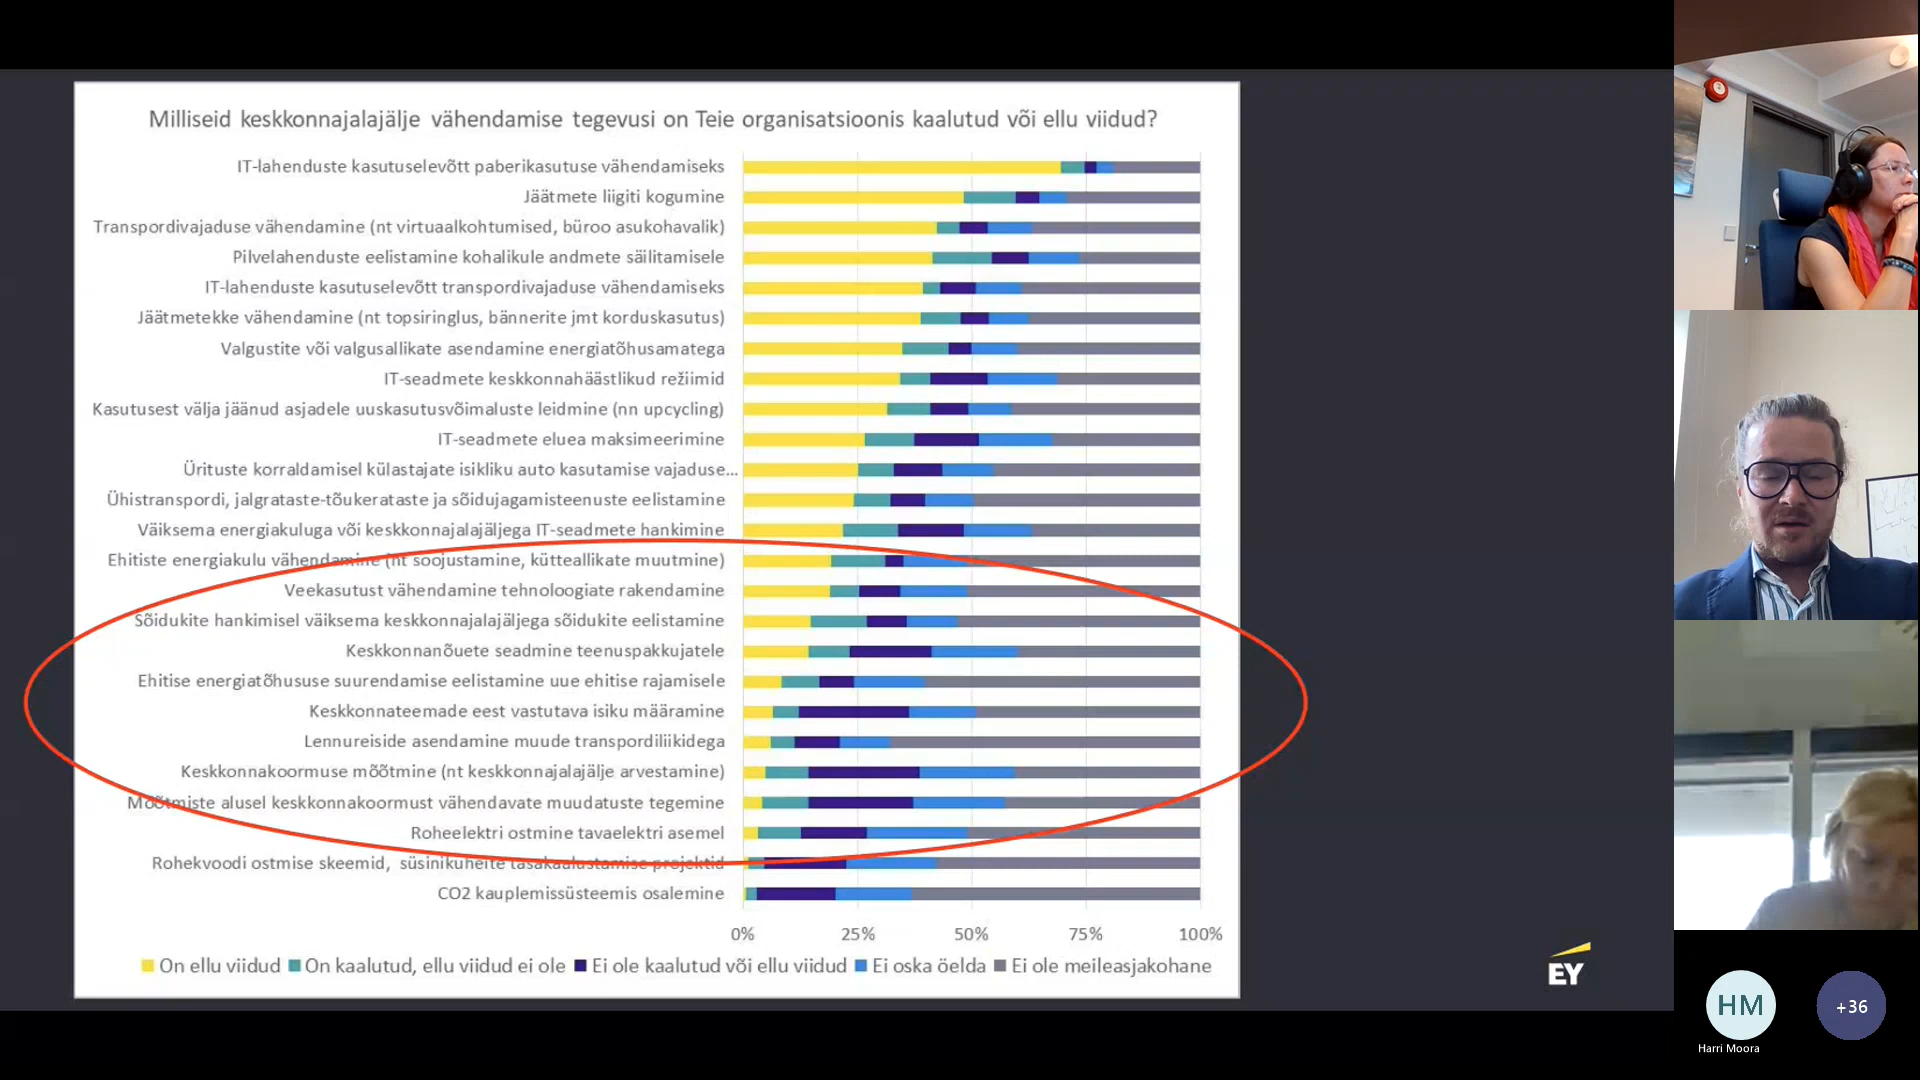 Milliseid keskkonnajalajälje vähendamise tegevusi on Teie organisatsioonis kaalutud või ellu viidud?
IT-lahenduste kasutuselevõtt paberikasutuse vähendamiseks
Jäätmete liigiti kogumine
Transpordivajaduse vähendamine (nt virtuaalkohtumised, büroo asukohavalik)
Pilvelahenduste eelistamine kohalikule andmete säilitamisele
IT-lahenduste kasutuselevõtt transpordivajaduse vähendamiseks
Jäätmetekke vähendamine (nt topsiringlus, bännerite jmt korduskasutus)
Valgustite või valgusallikate asendamine energiatõhusamatega
IT-seadmete keskkonnahäästlikud režiimid
Kasutusest välja jäänud asjadele uuskasutusvõimaluste leidmine (nn upcycling)
IT-seadmete eluea maksimeerimine
Ürituste korraldamisel külastajate isikliku auto kasutamise vajaduse...
Ühistranspordi, jalgrataste-tõukerataste ja sõidujagamisteenuste eelistamine
Väiksema energiakuluga või keskkonnajalajäljega IT-seadmete hankimine
Ehitiste energiakulu vähendamine (nt soojustamine, kütteallikate muutmine)
Veekasutust vähendamine tehnoloogiate rakendamine
Sõidukite hankimisel väiksema keskkonnajalajäljega sõidukite eelistamine
Keskkonnanõuete seadmine teenuspakkujatele
Ehitise energiatõhususe suurendamise eelistamine uue ehitise rajamisele
Keskkonnateemade eest vastutava isiku määramine
Lennureiside asendamine muude transpordiliikidega
Keskkonnakoormuse mõõtmine (nt keskkonnajalajälje arvestamine)
Mõõtmiste alusel keskkonnakoormust vähendavate muudatuste tegemine
Roheelektri ostmine tavaelektri asemel
Rohekvoodi ostmise skeemid, süsinikuheite tasakaalustamise projektid
CO2 kauplemissüsteemis osalemine
0% 25% 50% 75% 100%
On ellu viidud On kaalutud, ellu viidud ei ole Ei ole kaalutud või ellu viidud Ei oska öelda Ei ole meileasjakohane
EY
HM
+36
Harri Moora